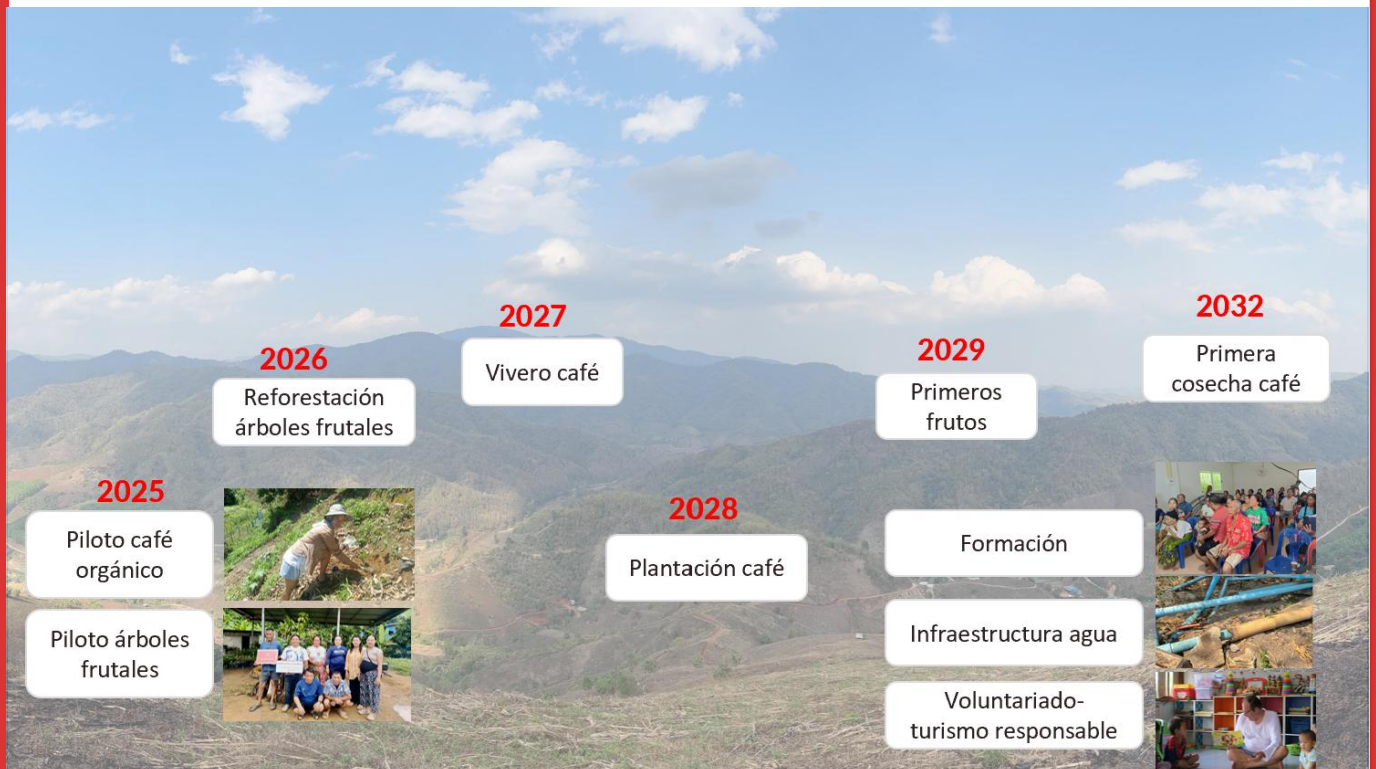 2025
Piloto café
orgánico
Piloto árboles
frutales
2026
Reforestación
árboles frutales
2027
Vivero café
2028
Plantación café
2029
Primeros
frutos
2032
Primera
cosecha café
Formación
Infraestructura agua
Voluntariado-
turismo responsable